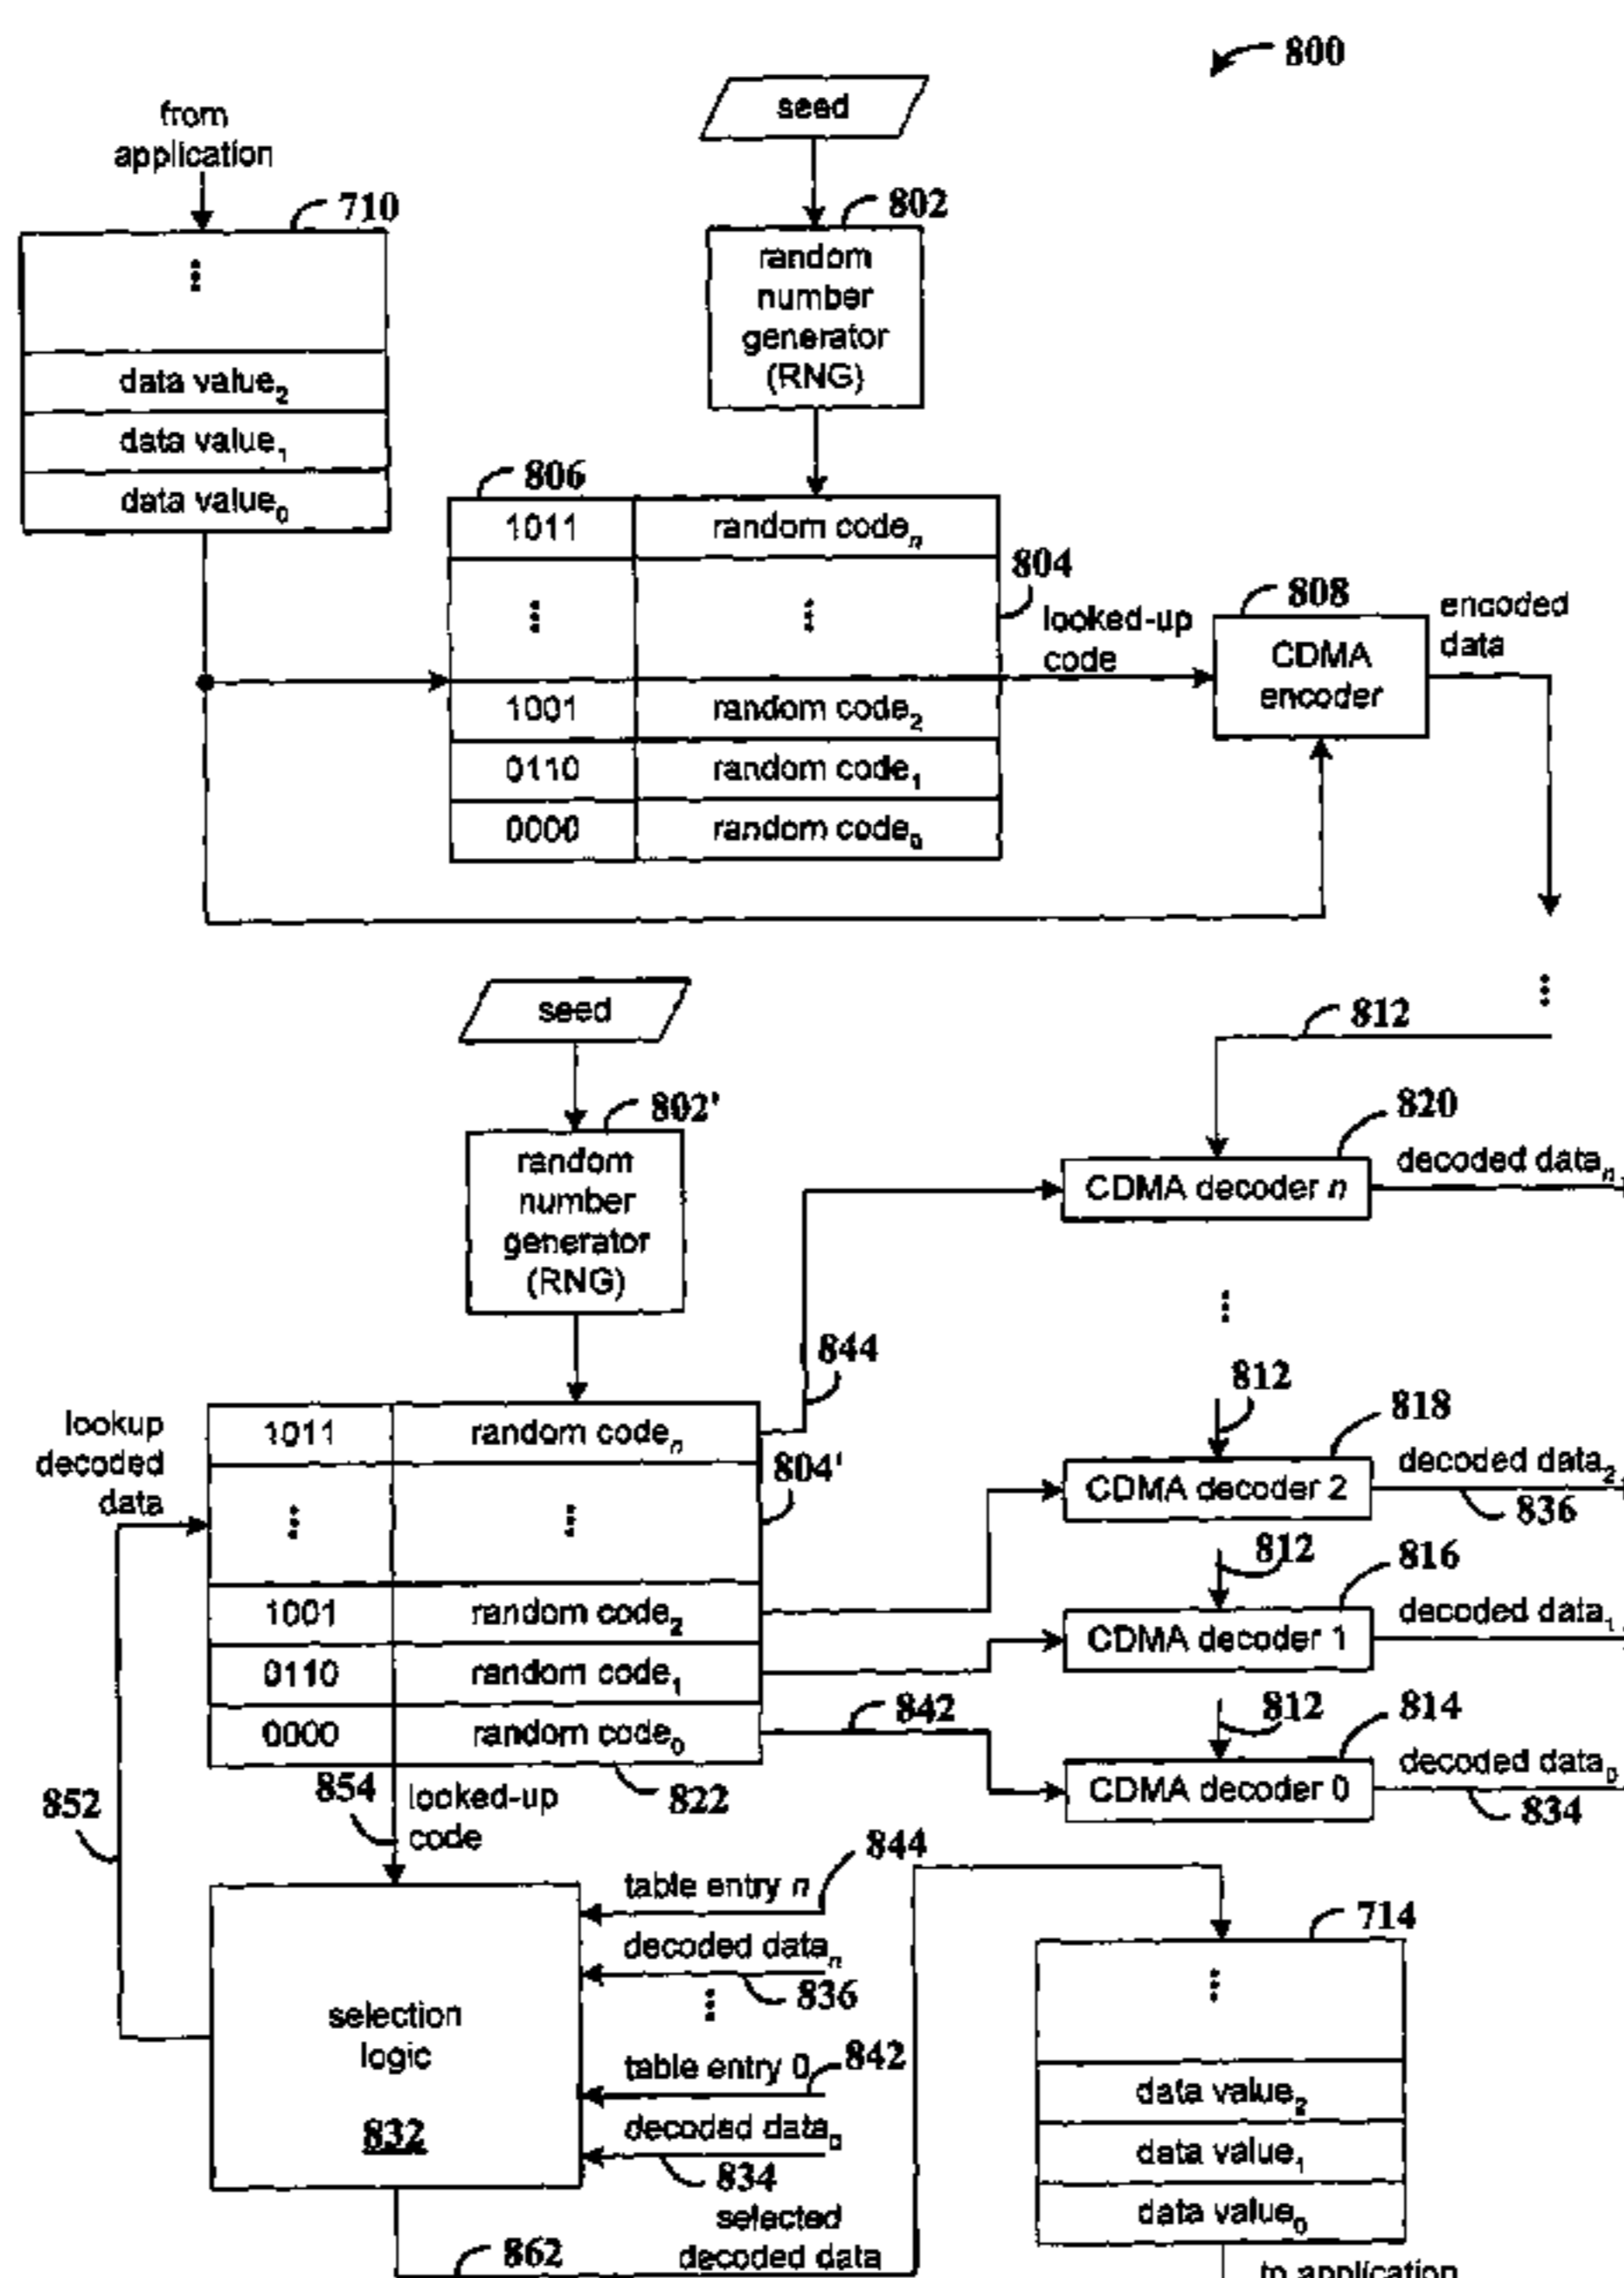 800
seed
from
application
710
802
random
number
generator
(RNG)
⋮
data value2
data value1
data value0
806
1011 random coden
804
⋮ ⋮
looked-up
code
808
CDMA
encoder
encoded
data
1001 random code2
0110 random code1
0000 random code0
seed
⋮
812
802'
random
number
generator
(RNG)
820
CDMA decoder n
decoded datan
⋮
844
lookup
decoded
data
1011 random coden
804'
⋮ ⋮
1001 random code2
0110 random code1
0000 random code0
812
818
CDMA decoder 2
decoded data2
836
812
816
CDMA decoder 1
decoded data1
842
812
814
CDMA decoder 0
decoded data0
834
822
852
854
looked-up
code
844
table entry n
decoded datan
836
⋮
selection
logic
832
table entry 0
842
decoded data0
834
selected
decoded data
862
714
⋮
data value2
data value1
data value0
to application